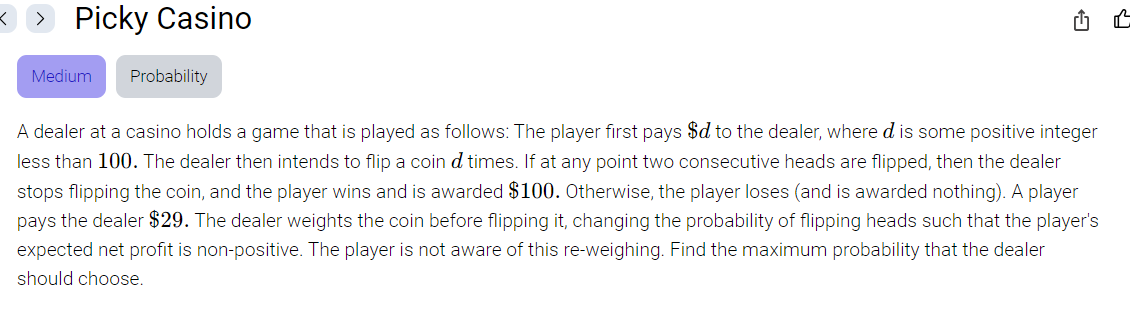 Picky Casino
Medium
Probability
A dealer at a casino holds a game that is played as follows: The player first pays $d to the dealer, where d is some positive integer
less than 100. The dealer then intends to flip a coin d times. If at any point two consecutive heads are flipped, then the dealer
stops flipping the coin, and the player wins and is awarded $100. Otherwise, the player loses (and is awarded nothing). A player
pays the dealer $29. The dealer weights the coin before flipping it, changing the probability of flipping heads such that the player's
expected net profit is non-positive. The player is not aware of this re-weighing. Find the maximum probability that the dealer
should choose.